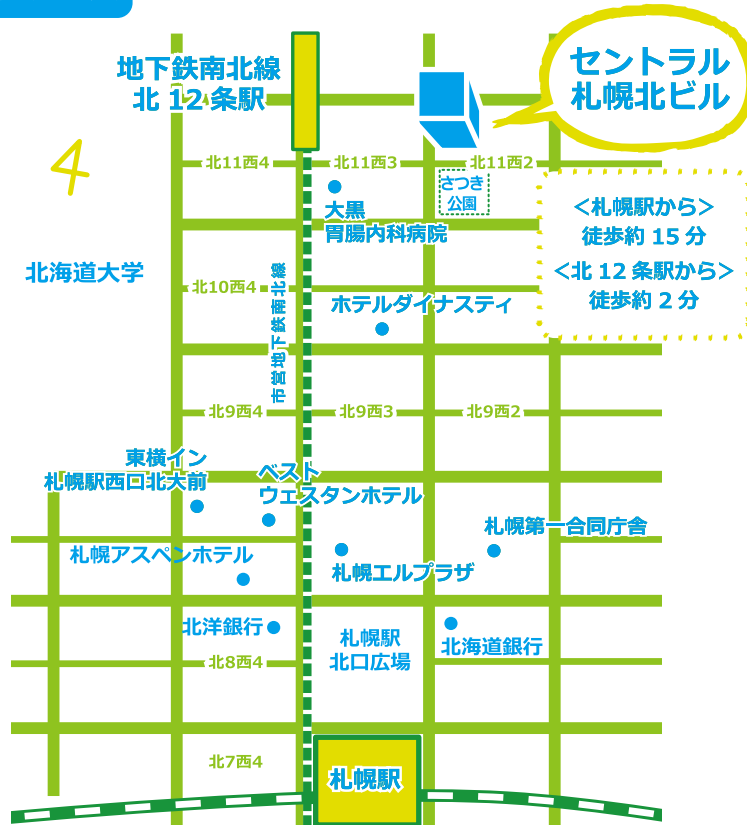 地下鉄南北線
北12条駅
セントラル
札幌北ビル
北11西4
北11西3
北11西2
さつき
公園
大黒
胃腸内科病院
＜札幌駅から＞
徒歩約 15 分
＜北 12 条駅から＞
徒歩約 2 分
4
北海道大学
市営地下鉄南北線
北10西4
ホテルダイナスティ
北9西4
北9西3
北9西2
東横イン
札幌駅西口北大前
ベスト
ウェスタンホテル
札幌第一合同庁舎
札幌アスペンホテル
札幌エルプラザ
北洋銀行
札幌駅
北口広場
北海道銀行
北8西4
北7西4
札幌駅